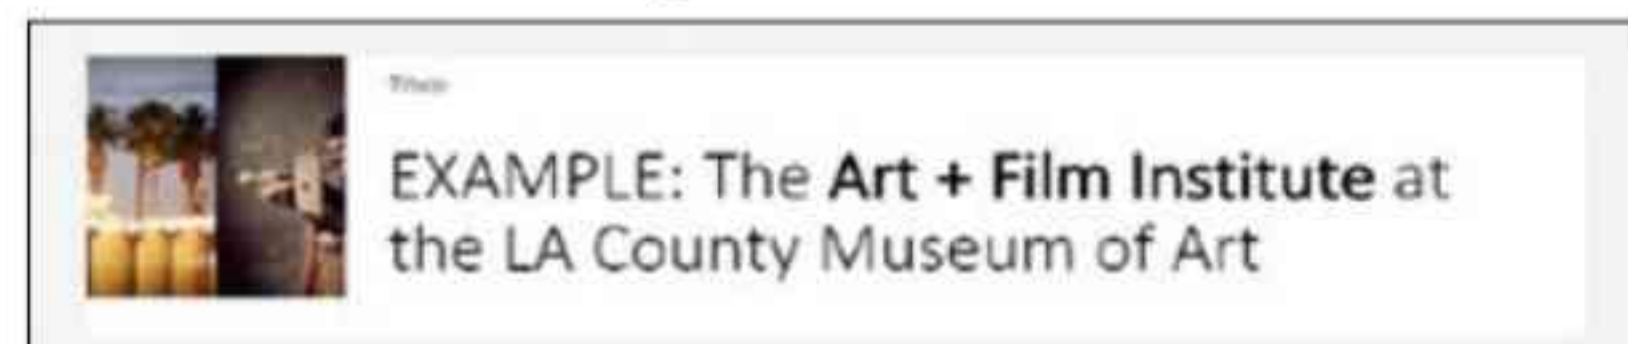 EXAMPLE: The Art + Film Institute at
the LA County Museum of Art